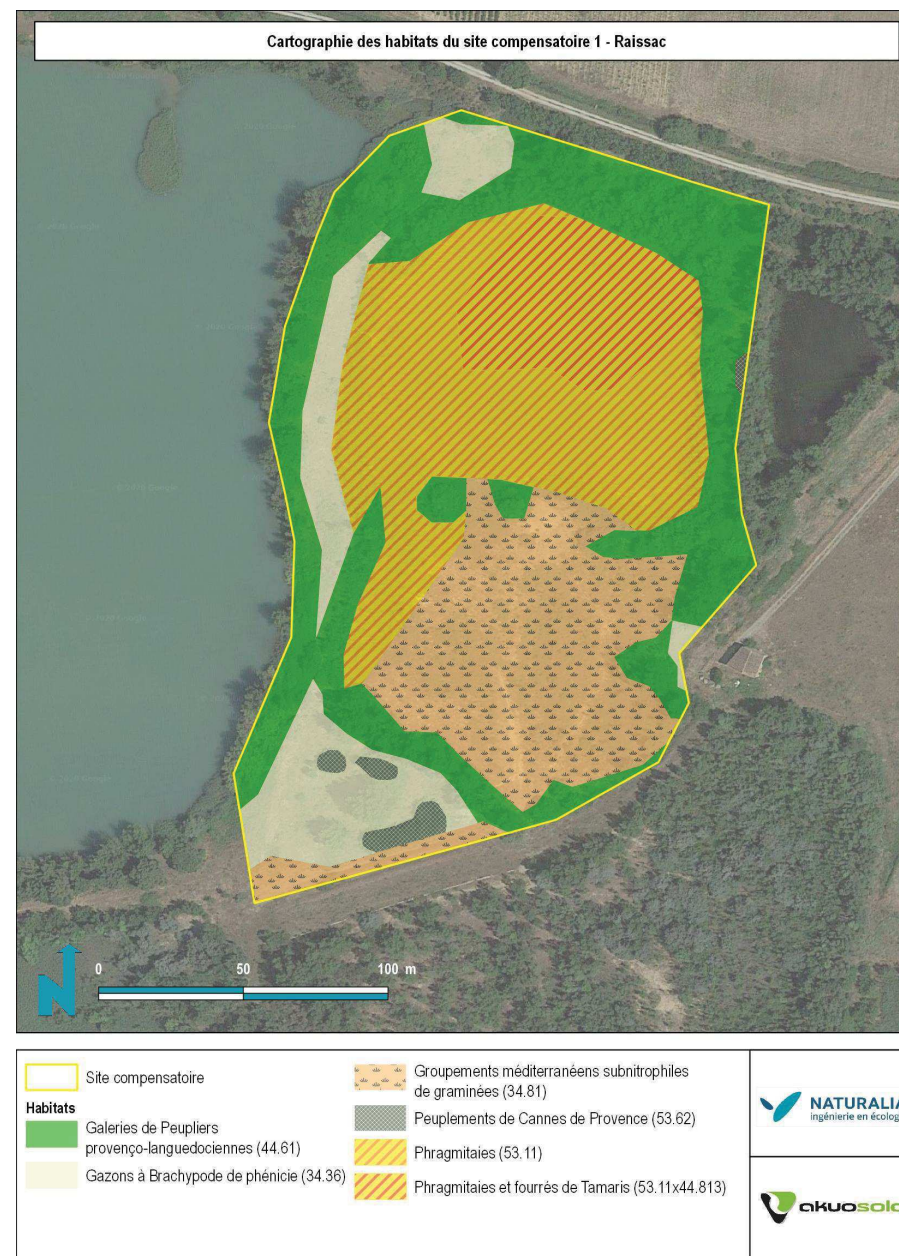 Cartographie des habitats du site compensatoire 1 - Raissac
N
0 50 100 m
Site compensatoire
Habitats
Galeries de Peupliers
provenço-languedociennes (44.61)
Gazons à Brachypode de phénicie (34.36)
Groupements méditerranéens subnitrophiles
de graminées (34.81)
Peuplements de Cannes de Provence (53.62)
Phragmitaies (53.11)
Phragmitaies et fourrés de Tamaris (53.11x44.813)
NATURALIA
ingénierie en écolog
akuosola